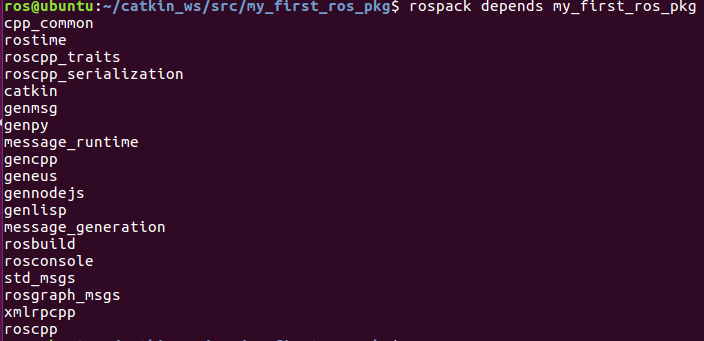 ros@ubuntu:~/catkin_ws/src/my_first_ros_pkg$ rospack depends my_first_ros_pkg
cpp_common
rostime
roscpp_traits
roscpp_serialization
catkin
genmsg
genpy
message_runtime
gencpp
geneus
gennodejs
genlisp
message_generation
rosbuild
rosconsole
std_msgs
rosgraph_msgs
xmlrpcpp
roscpp